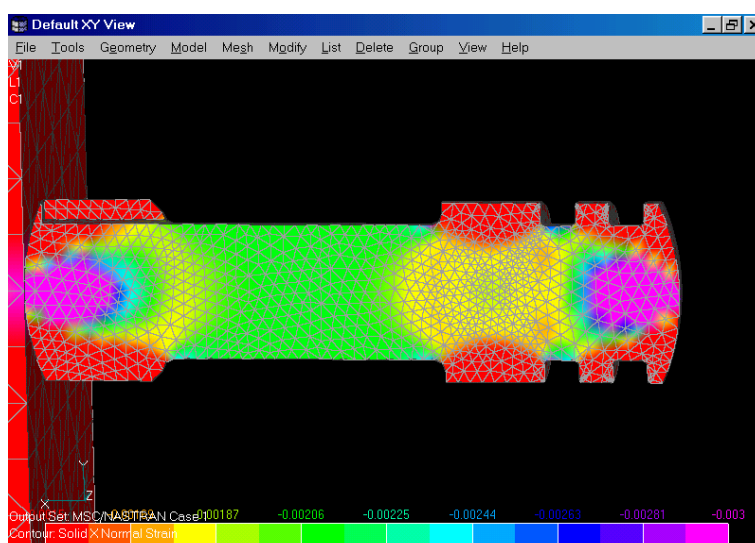 Default XY View
File Tools Geometry Model Mesh Modify List Delete Group View Help
V1
L1
C1
Y
X Z
Output Set: MSC/NASTRAN Case 1 -0.00187 -0.00206 -0.00225 -0.00244 -0.00263 -0.00281 -0.003
Contour: Solid X Normal Strain